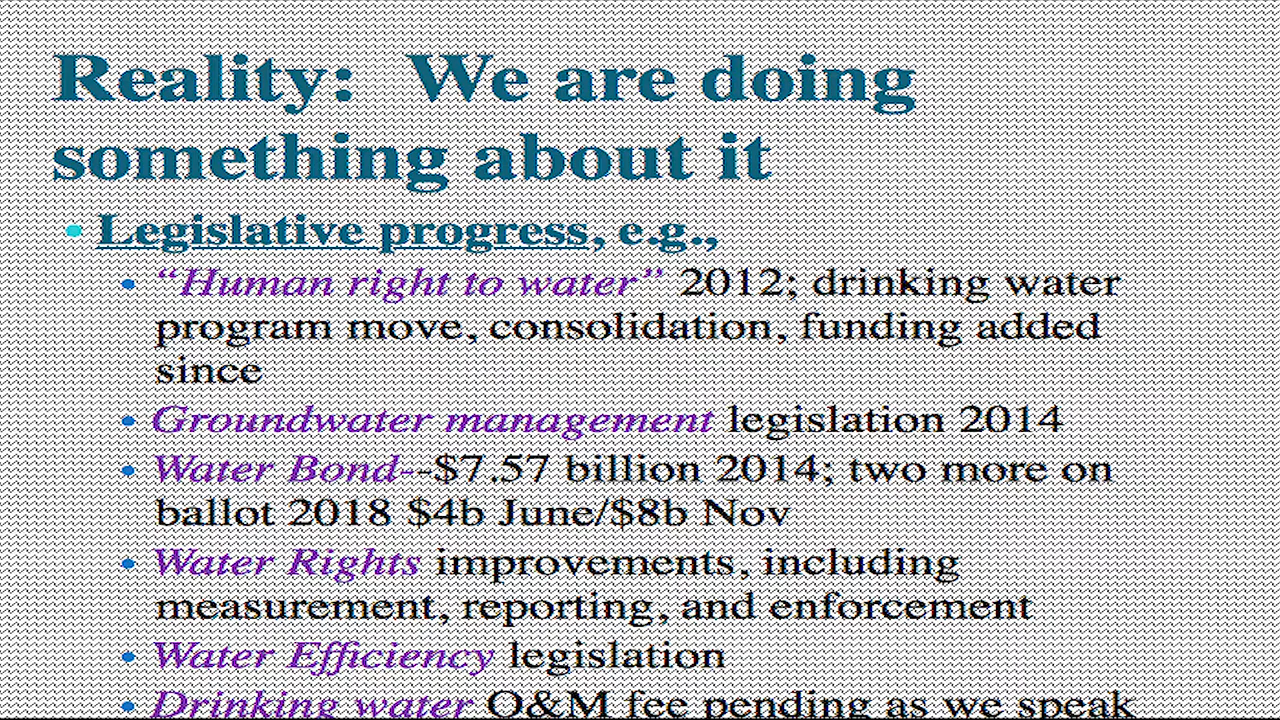 Reality:  We are doing
something about it
• Legislative progress, e.g.,
• “Human right to water” 2012; drinking water
program move, consolidation, funding added
since
• Groundwater management legislation 2014
• Water Bond--$7.57 billion 2014; two more on
ballot 2018 $4b June/$8b Nov
• Water Rights improvements, including
measurement, reporting, and enforcement
• Water Efficiency legislation
• Drinking water O&M fee pending as we speak